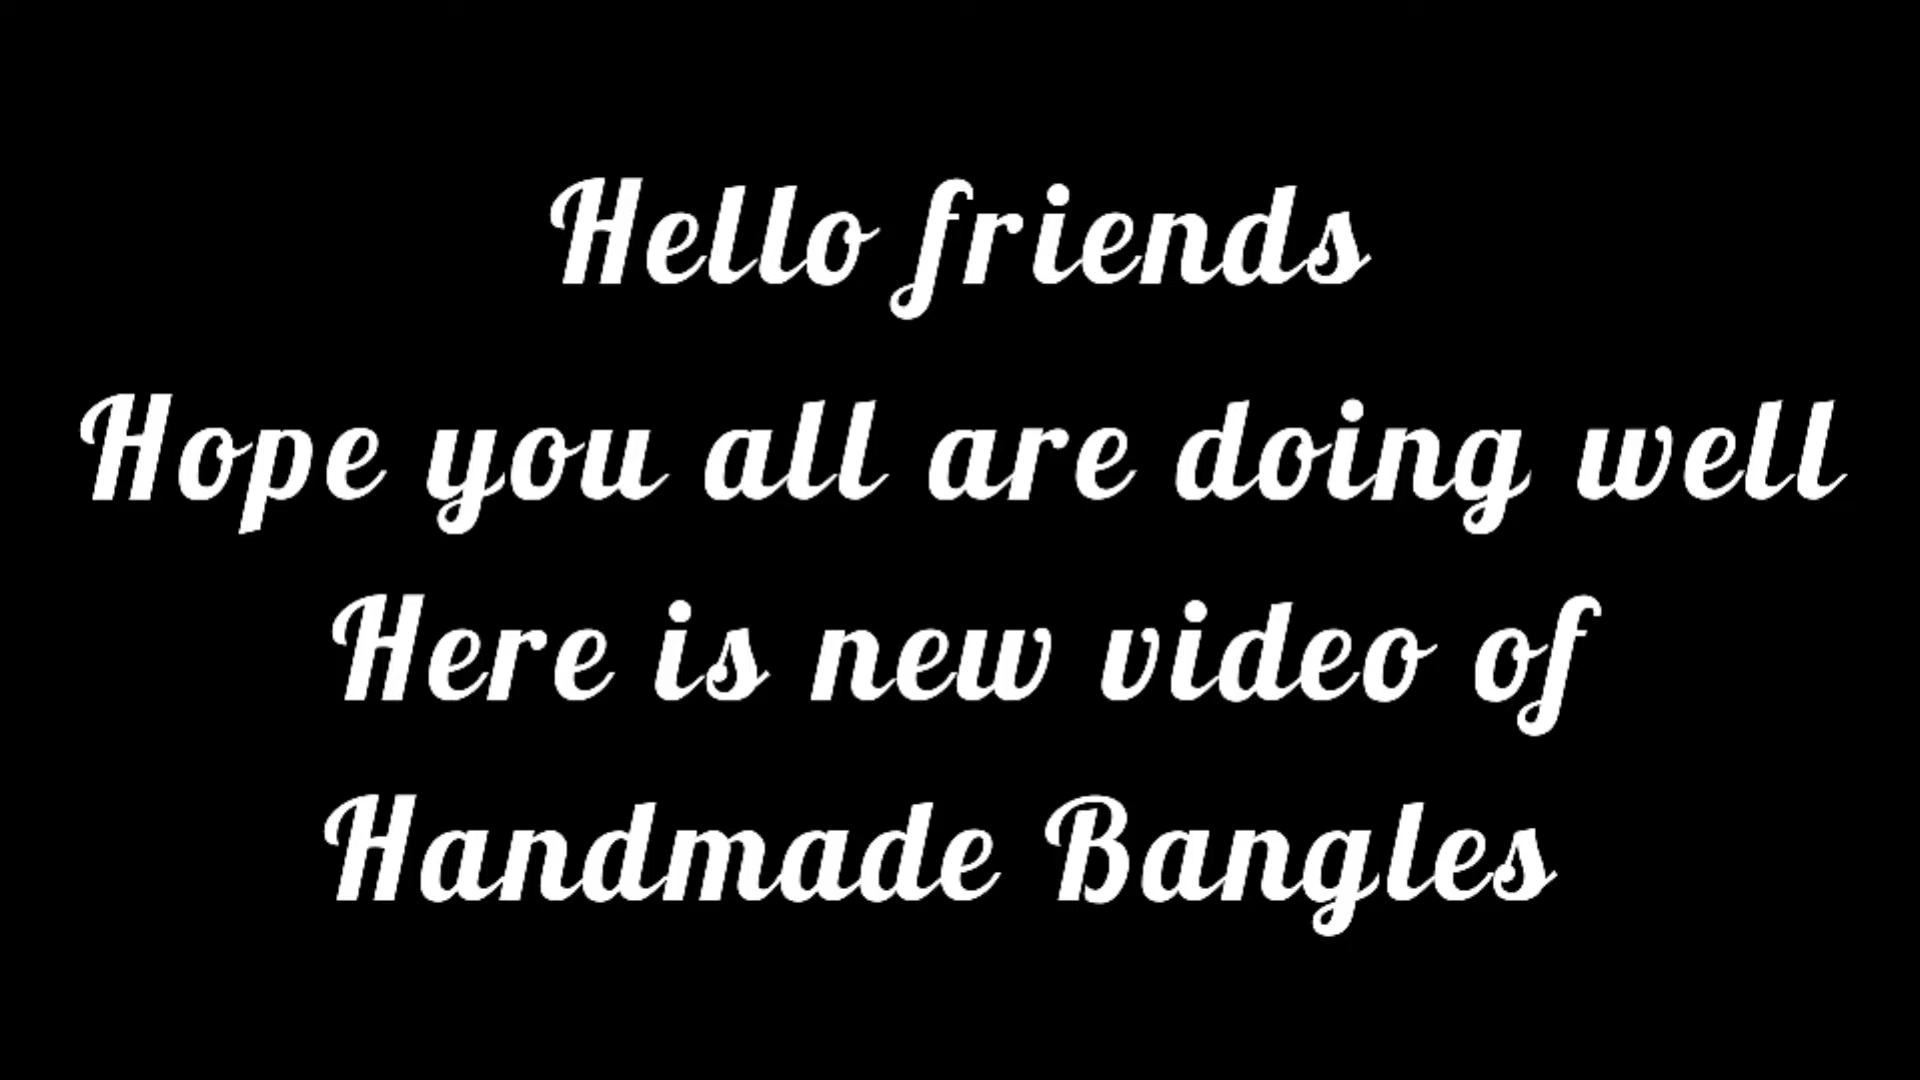 Hello friends
Hope you all are doing well
Here is new video of
Handmade Bangles